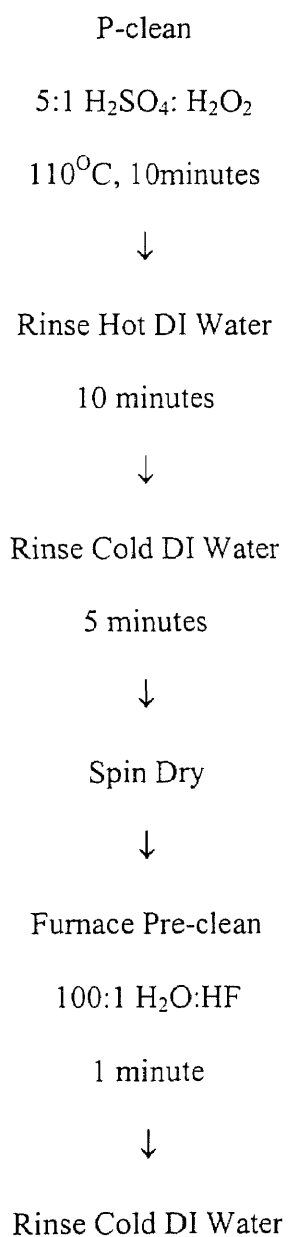 P-clean
5:1 H₂SO₄: H₂O₂
110⁰C, 10minutes
↓
Rinse Hot DI Water
10 minutes
↓
Rinse Cold DI Water
5 minutes
↓
Spin Dry
↓
Furnace Pre-clean
100:1 H₂O:HF
1 minute
↓
Rinse Cold DI Water